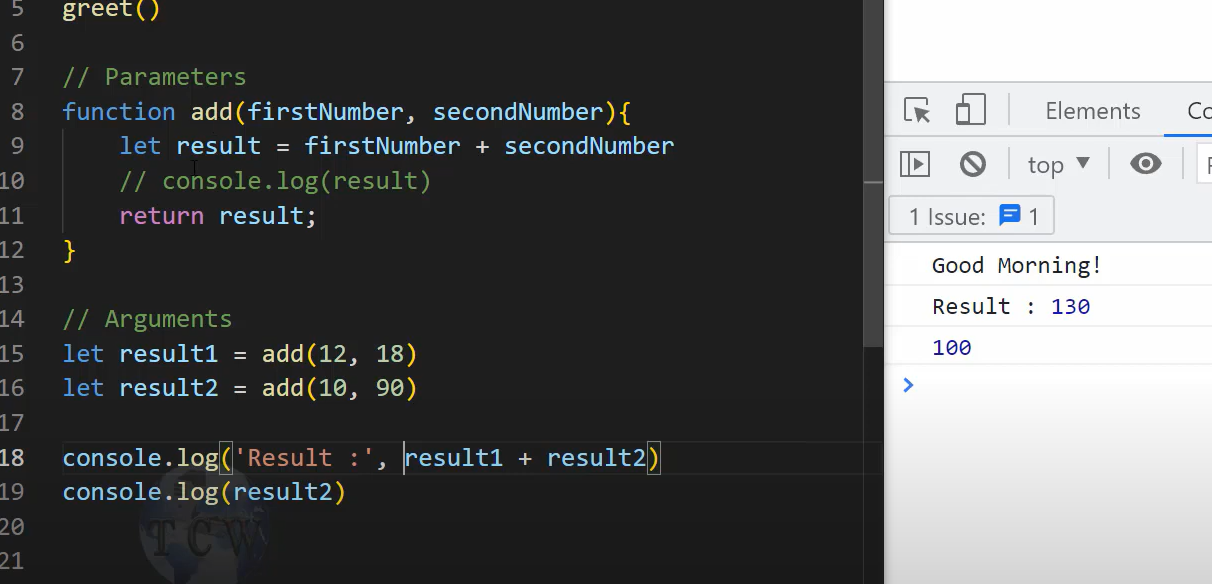 5 greet()
6
7 // Parameters
8 function add(firstNumber, secondNumber){
9 let result = firstNumber + secondNumber
10 // console.log(result)
11 return result;
12 }
13
14 // Arguments
15 let result1 = add(12, 18)
16 let result2 = add(10, 90)
17
18 console.log('Result :', result1 + result2)
19 console.log(result2)
20
21
TCW
Elements
top
1 Issue: 1
Good Morning!
Result : 130
100